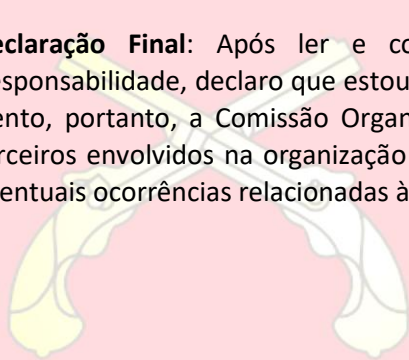 eclaração Final: Após ler e co
esponsabilidade, declaro que estou
ento, portanto, a Comissão Organ
rceiros envolvidos na organização
entuais ocorrências relacionadas à